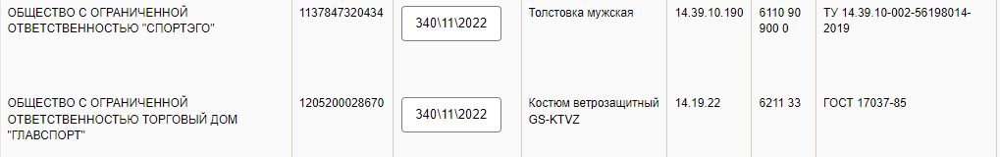 ОБЩЕСТВО С ОГРАНИЧЕННОЙ
ОТВЕТСТВЕННОСТЬЮ "СПОРТЭГО"
1137847320434
340\11\2022
Толстовка мужская
14.39.10.190
6110 90
900 0
ТУ 14.39.10-002-56198014-
2019
ОБЩЕСТВО С ОГРАНИЧЕННОЙ
ОТВЕТСТВЕННОСТЬЮ ТОРГОВЫЙ ДОМ
"ГЛАВСПОРТ"
1205200028670
340\11\2022
Костюм ветрозащитный
GS-KTVZ
14.19.22
6211 33
ГОСТ 17037-85